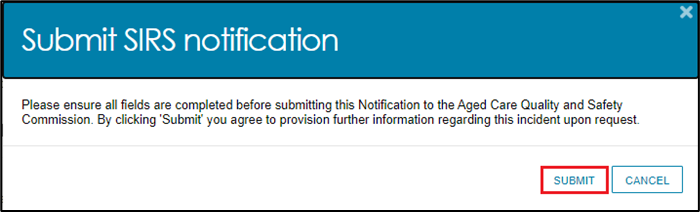 Submit SIRS notification
Please ensure all fields are completed before submitting this Notification to the Aged Care Quality and Safety
Commission. By clicking 'Submit' you agree to provision further information regarding this incident upon request.
SUBMIT CANCEL